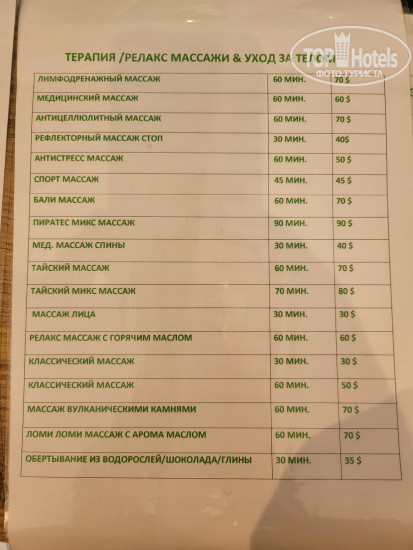 ТЕРАПИЯ /РЕЛАКС МАССАЖИ & УХОД ЗА ТЕЛОМ
TOP Hotels
ФОТО ТУРИСТА
ЛИМФОДРЕНАЖНЫЙ МАССАЖ 60 МИН. 70 $
МЕДИЦИНСКИЙ МАССАЖ 60 МИН. 60 $
АНТИЦЕЛЛЮЛИТНЫЙ МАССАЖ 60 МИН. 70 $
РЕФЛЕКТОРНЫЙ МАССАЖ СТОП 30 МИН. 40$
АНТИСТРЕСС МАССАЖ 60 МИН. 50 $
СПОРТ МАССАЖ 45 МИН. 45 $
БАЛИ МАССАЖ 60 МИН. 70 $
ПИРАТЕС МИКС МАССАЖ 90 МИН. 90 $
МЕД. МАССАЖ СПИНЫ 30 МИН. 40 $
ТАЙСКИЙ МАССАЖ 60 МИН. 70 $
ТАЙСКИЙ МИКС МАССАЖ 70 МИН. 80 $
МАССАЖ ЛИЦА 30 МИН. 30 $
РЕЛАКС МАССАЖ С ГОРЯЧИМ МАСЛОМ 60 МИН. 60 $
КЛАССИЧЕСКИЙ МАССАЖ 30 МИН. 30 $
КЛАССИЧЕСКИЙ МАССАЖ 60 МИН. 50 $
МАССАЖ ВУЛКАНИЧЕСКИМИ КАМНЯМИ 60 МИН. 70 $
ЛОМИ ЛОМИ МАССАЖ С АРОМА МАСЛОМ 60 МИН. 70 $
ОБЕРТЫВАНИЕ ИЗ ВОДОРОСЛЕЙ/ШОКОЛАДА/ГЛИНЫ 30 МИН. 35 $